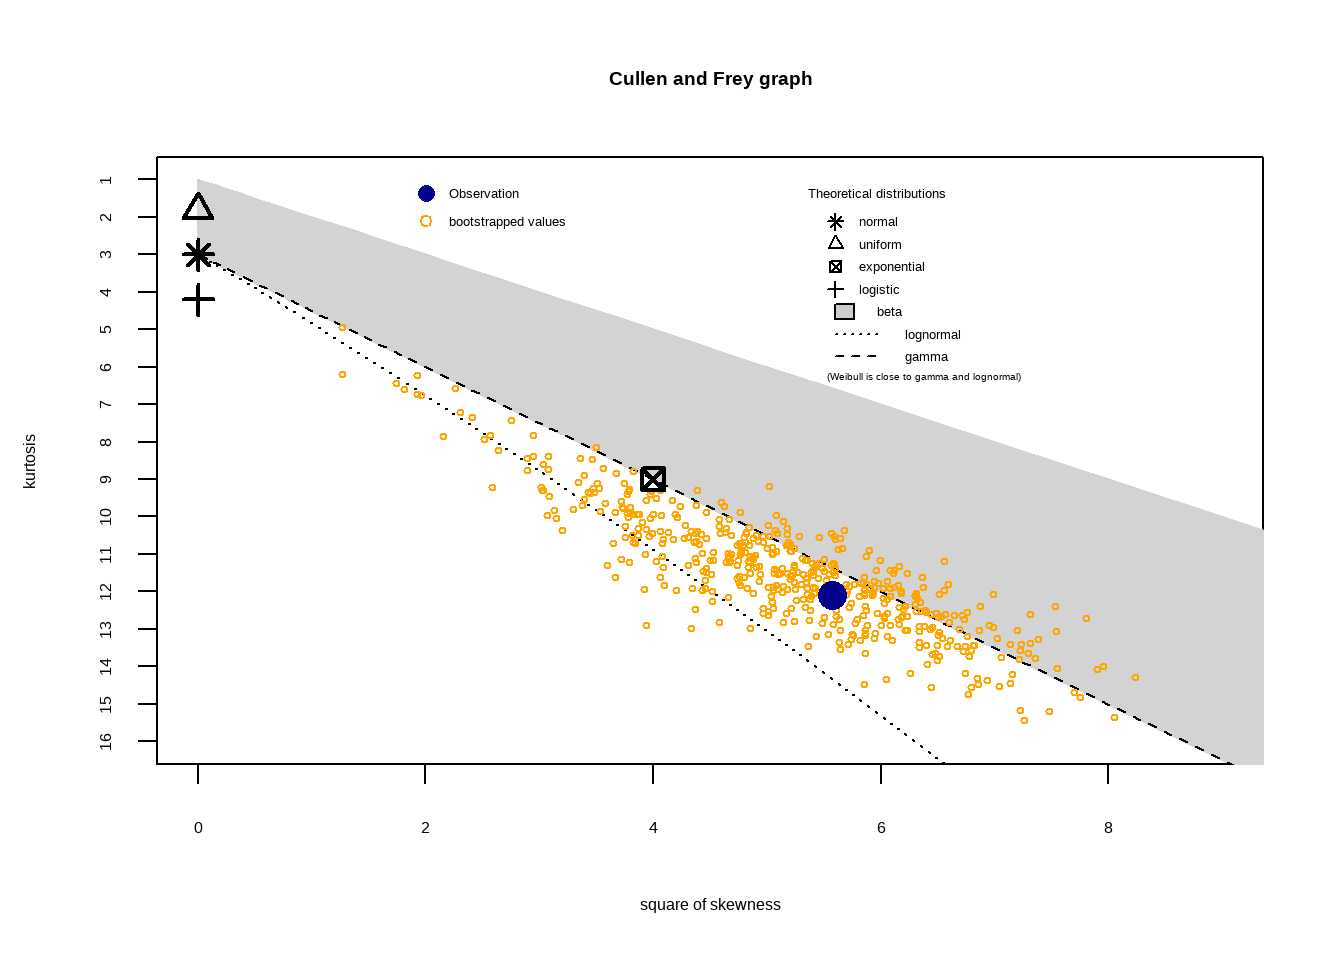 Cullen and Frey graph
Observation
bootstrapped values
Theoretical distributions
normal
uniform
exponential
logistic
beta
lognormal
gamma
(Weibull is close to gamma and lognormal)
kurtosis
1
2
3
4
5
6
7
8
9
10
11
12
13
14
15
16
0 2 4 6 8
square of skewness